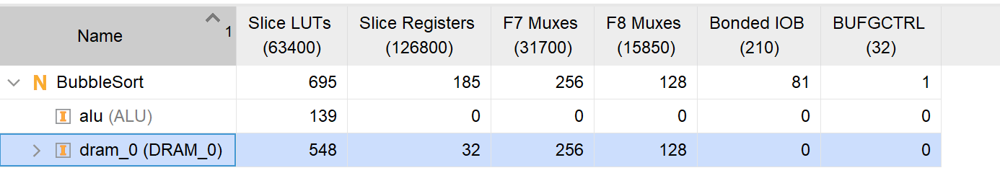 Name 1 Slice LUTs (63400) Slice Registers (126800) F7 Muxes (31700) F8 Muxes (15850) Bonded IOB (210) BUFGCTRL (32)
N BubbleSort 695 185 256 128 81 1
I alu (ALU) 139 0 0 0 0 0
I dram_0 (DRAM_0) 548 32 256 128 0 0